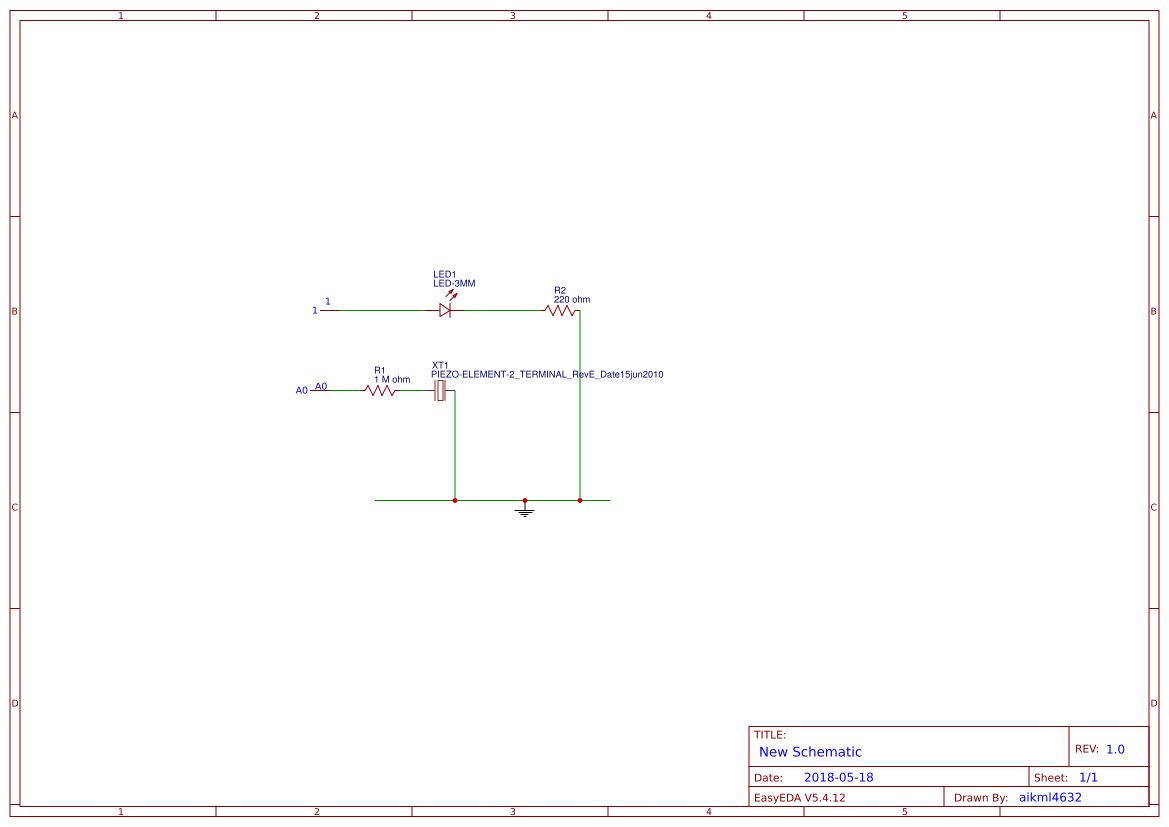 1 2 3 4 5
A A
LED1
LED-3MM
R2
220 ohm
1
1
B B
XT1
PIEZO-ELEMENT-2_TERMINAL_RevE_Date15jun2010
R1
1 M ohm
A0
A0
C C
D D
TITLE:
New Schematic
REV: 1.0
Date: 2018-05-18
Sheet: 1/1
EasyEDA V5.4.12
Drawn By: aikml4632
1 2 3 4 5